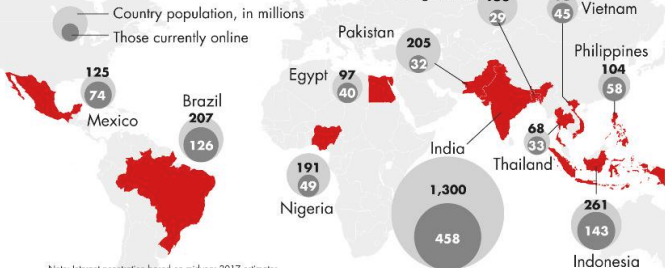 Country population, in millions
Those currently online
29
45
Vietnam
Pakistan
205
32
Philippines
104
58
125
74
Mexico
Egypt
97
40
Brazil
207
126
India
1,300
458
68
33
Thailand
191
49
Nigeria
261
143
Indonesia